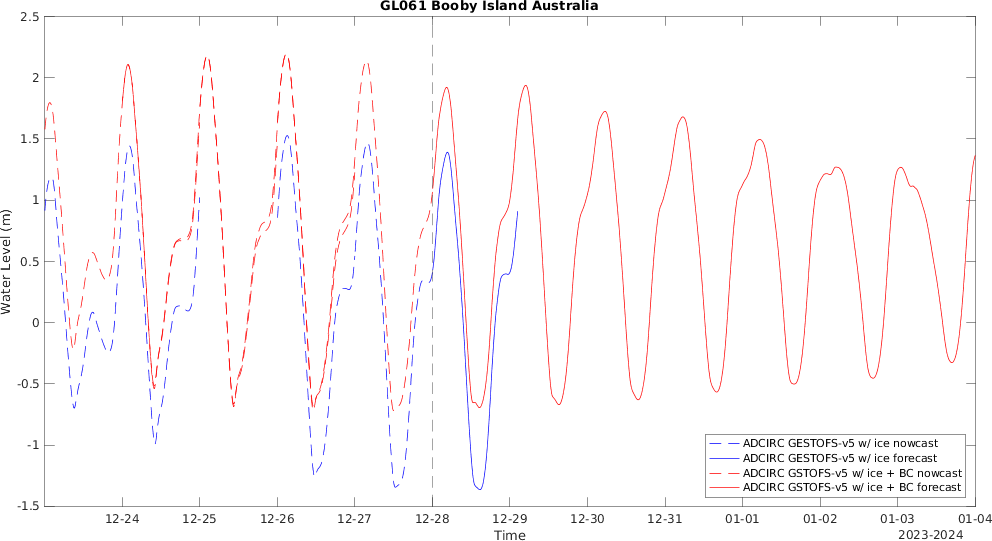 GL061 Booby Island Australia
Water Level (m)
2.5
2
1.5
1
0.5
0
-0.5
-1
-1.5
ADCIRC GESTOFS-v5 w/ ice nowcast
ADCIRC GESTOFS-v5 w/ ice forecast
ADCIRC GSTOFS-v5 w/ ice + BC nowcast
ADCIRC GSTOFS-v5 w/ ice + BC forecast
12-24 12-25 12-26 12-27 12-28 12-29 12-30 12-31 01-01 01-02 01-03 01-04
Time
2023-2024